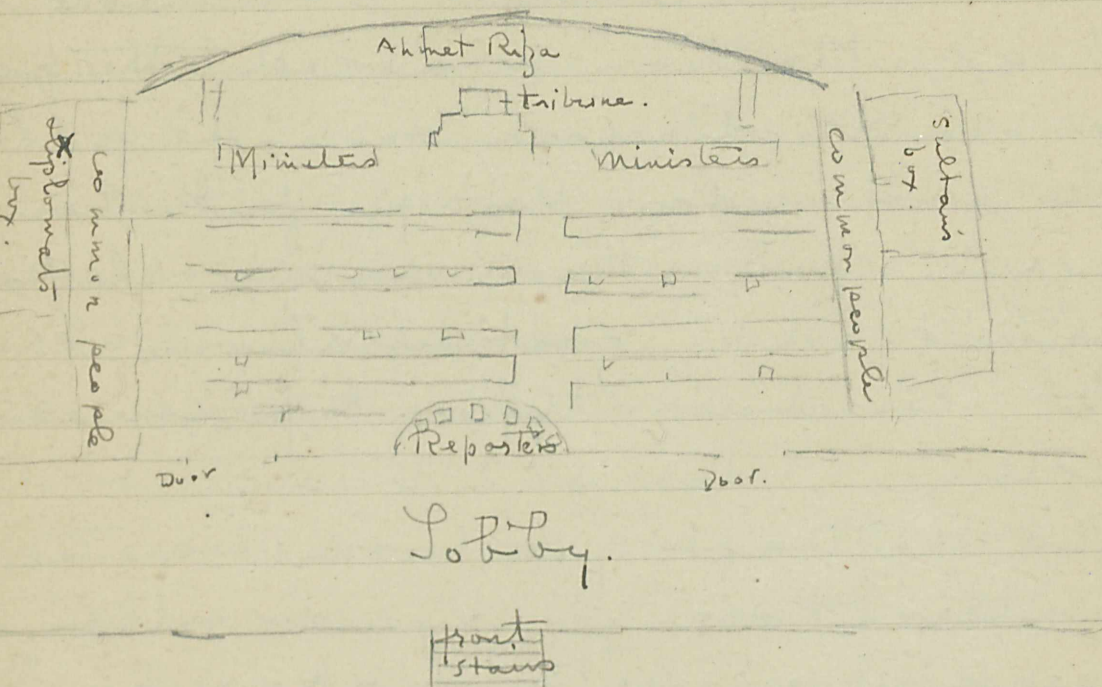 Ahmet Riza
tribune.
Ministers
Ministers
common people
diplomats
box.
common people
sultan's
box.
Reporters
Door
Door.
Lobby.
front
stairs